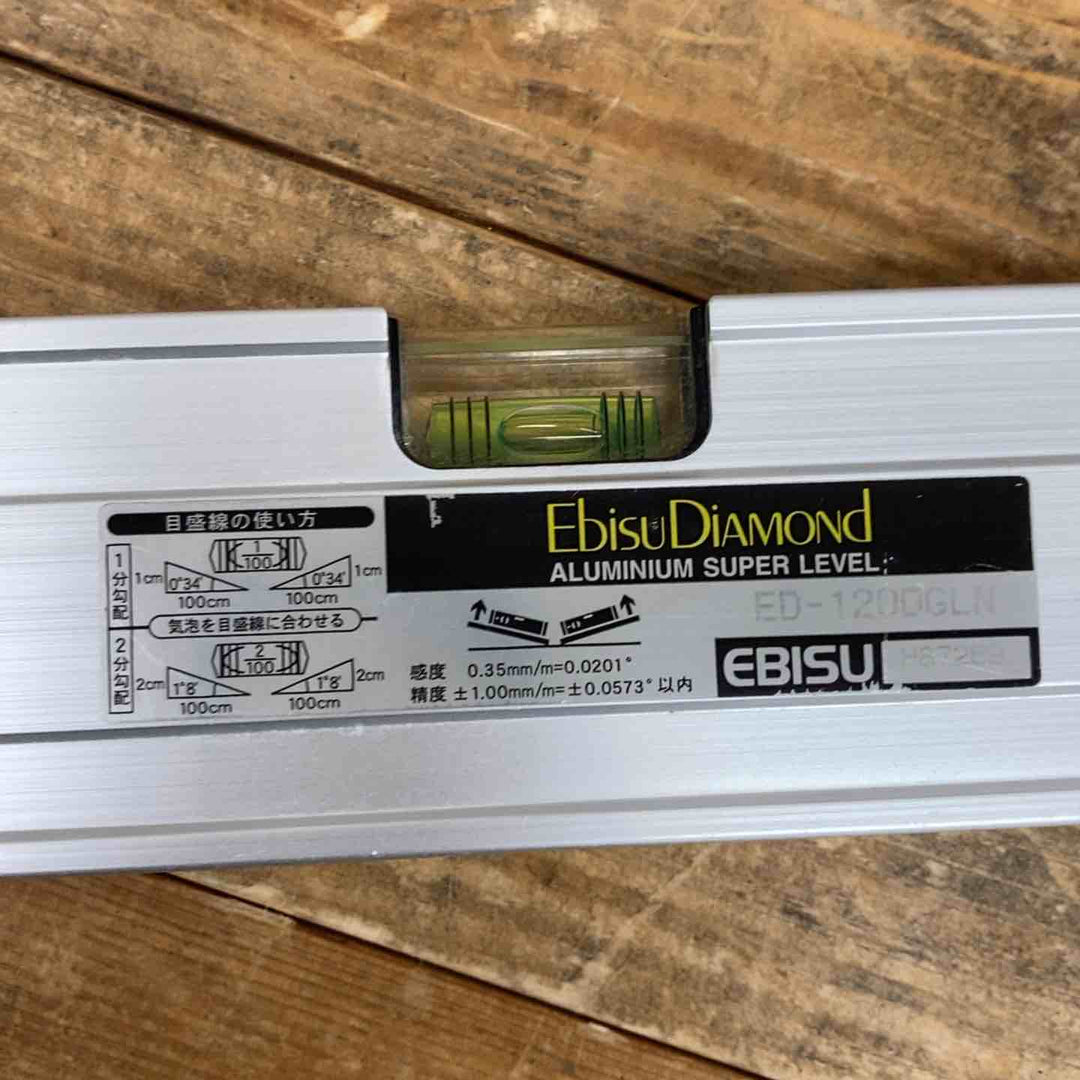 目盛線の使い方
1分勾配
1cm
0°34'
100cm
1/100
0°34'
1cm
100cm
気泡を目盛線に合わせる
2分勾配
2cm
1°8'
100cm
2/100
1°8'
2cm
100cm
EbisuDIAMOND
ALUMINIUM SUPER LEVEL
ED-1200GLN
感度 0.35mm/m=0.0201°
精度 ±1.00mm/m=±0.0573°以内
EBISU